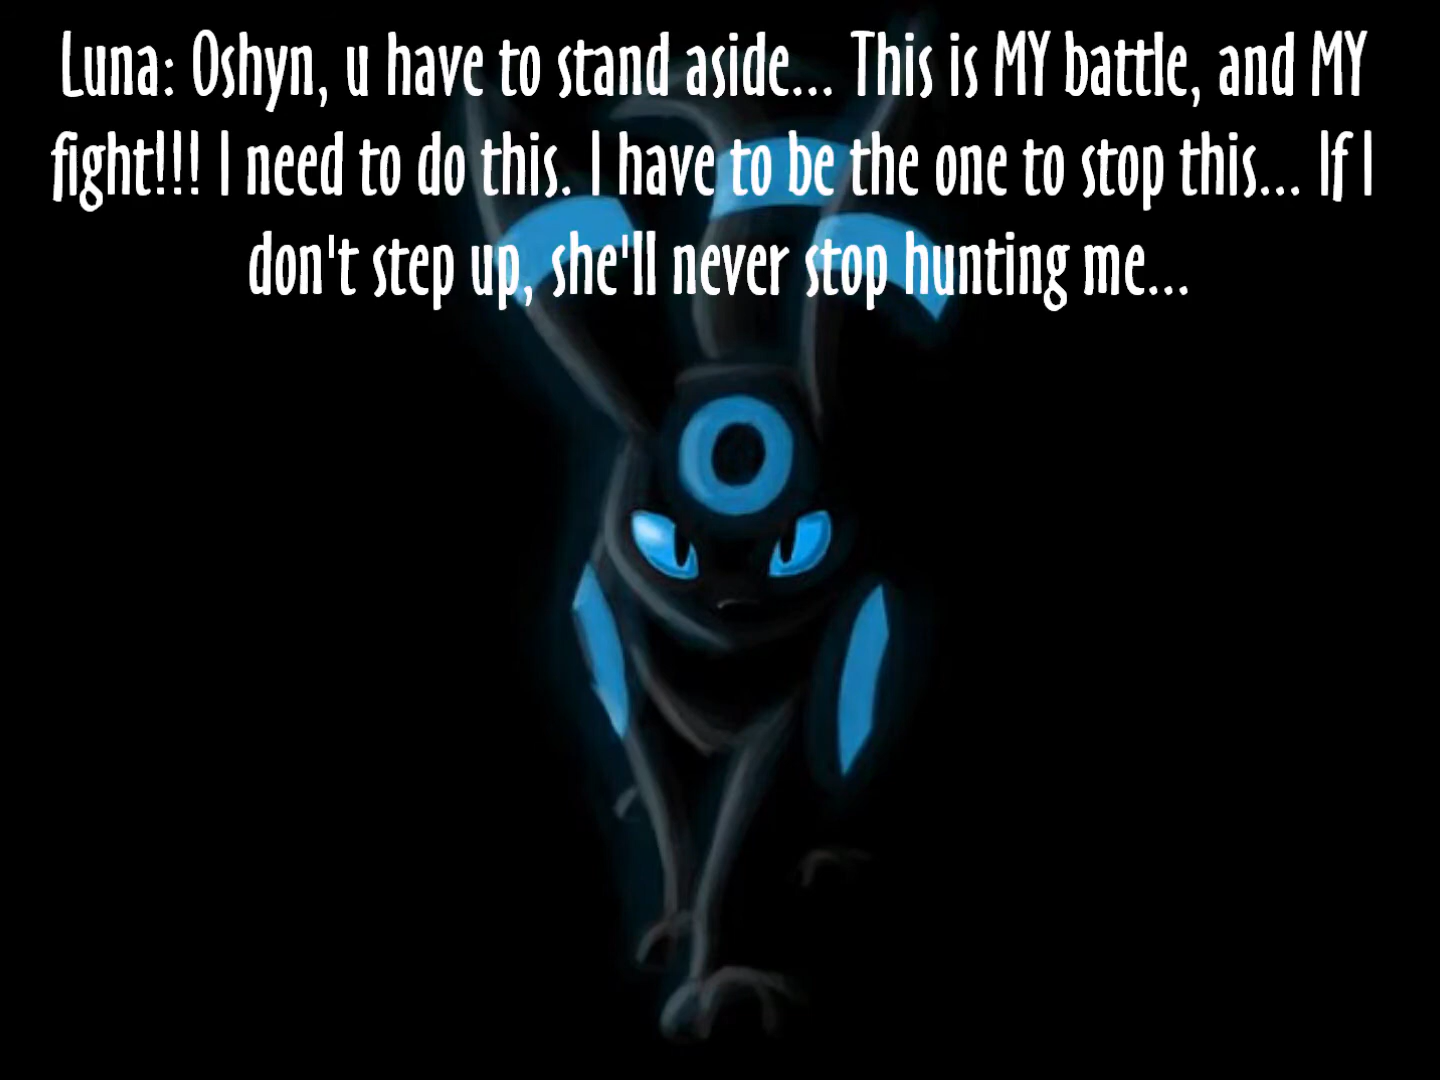 Luna: Oshyn, u have to stand aside... This is MY battle, and MY
fight!!! I need to do this. I have to be the one to stop this... If I
don't step up, she'll never stop hunting me...